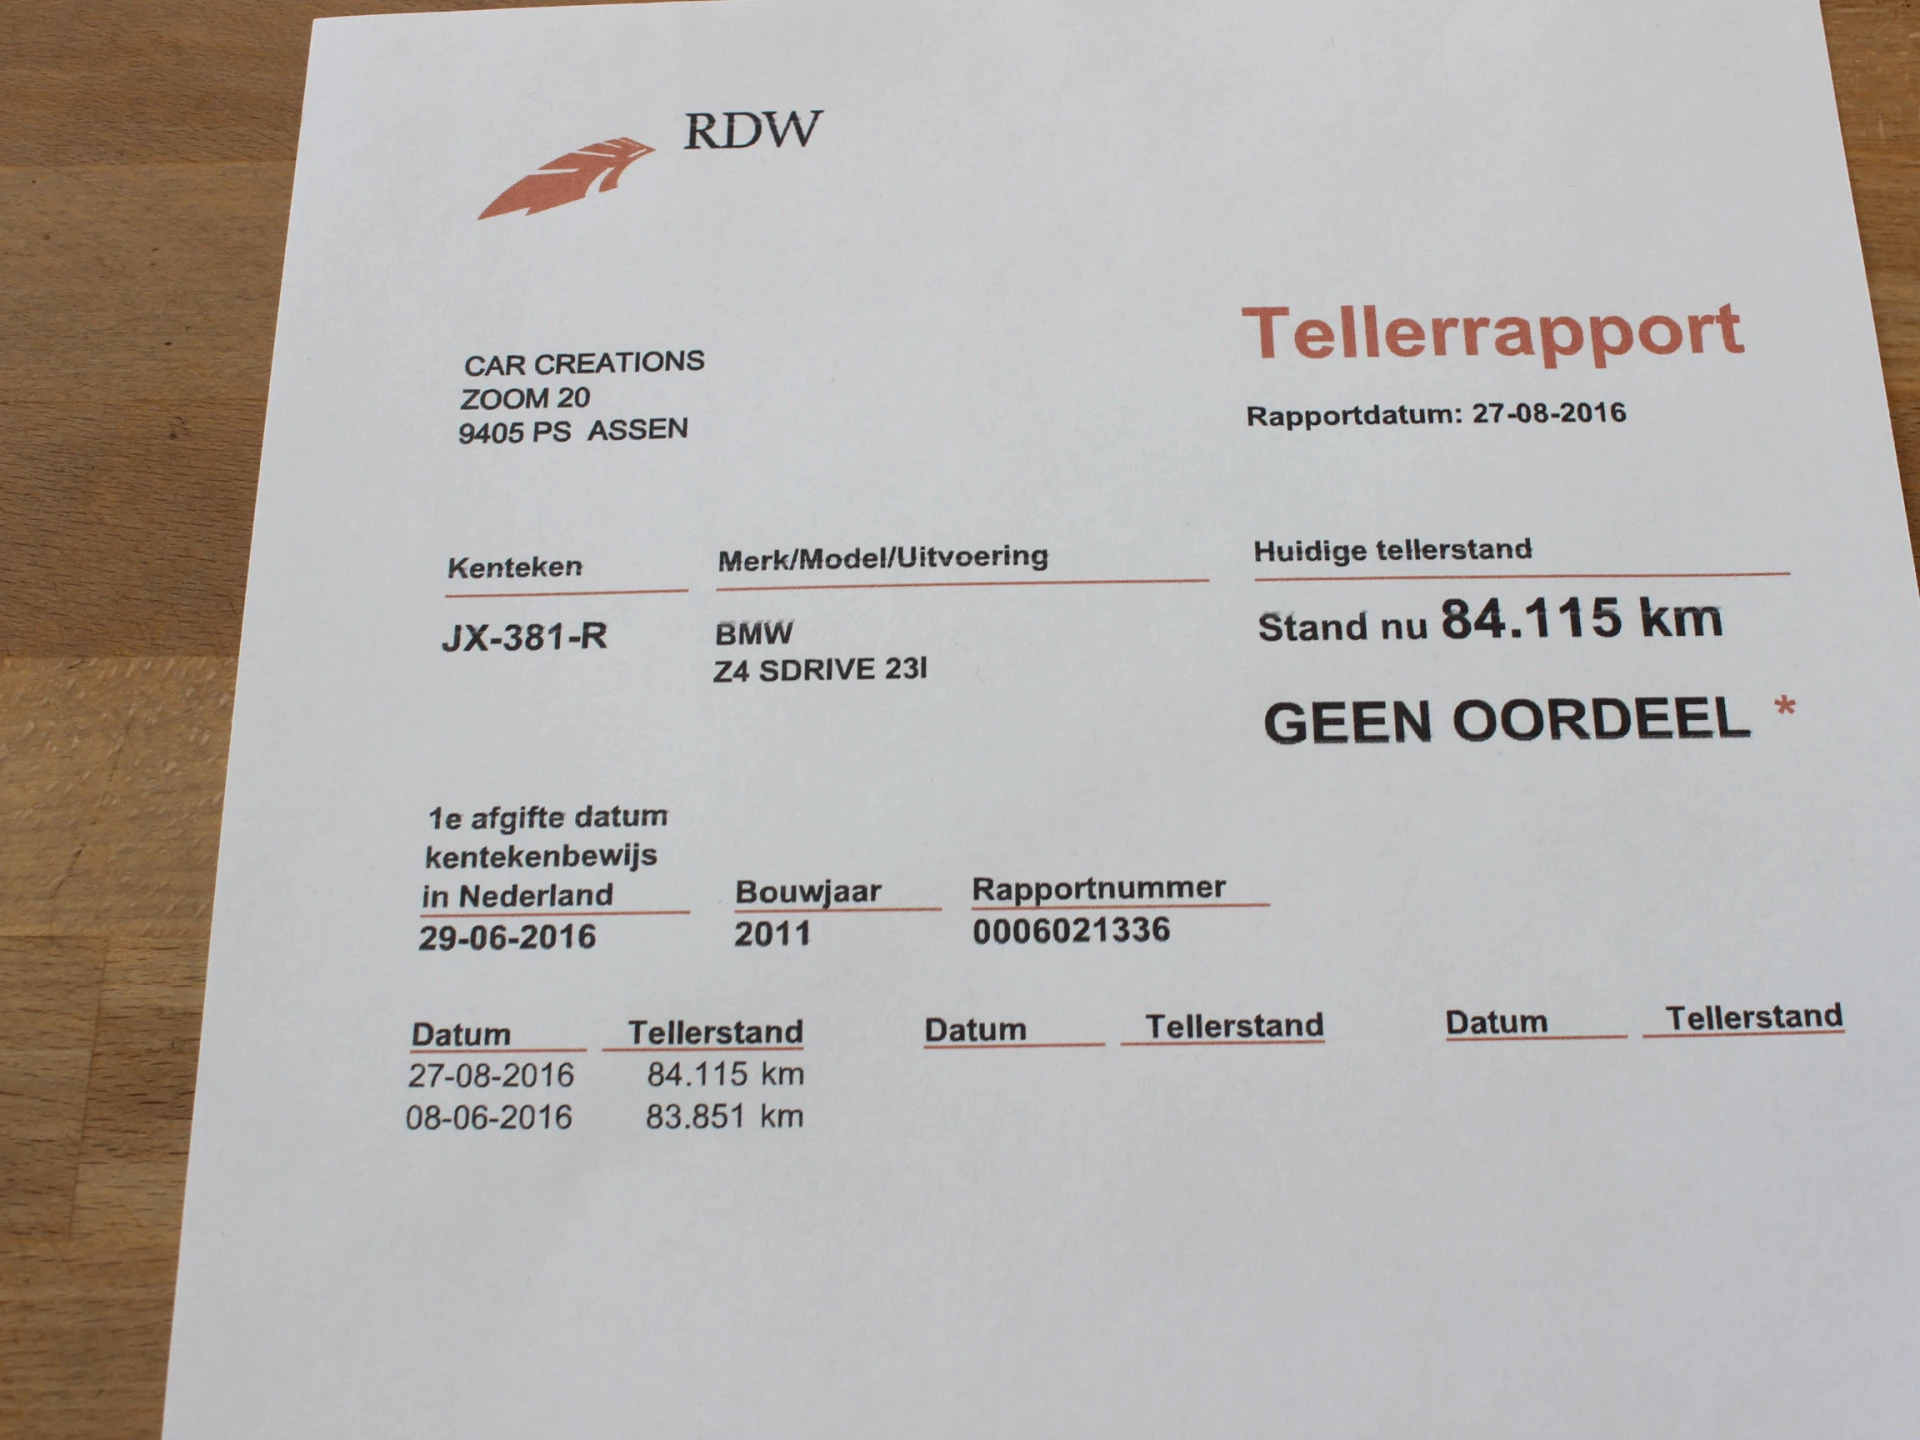 RDW
CAR CREATIONS
ZOOM 20
9405 PS ASSEN
Tellerrapport
Rapportdatum: 27-08-2016
Kenteken
JX-381-R
Merk/Model/Uitvoering
BMW
Z4 SDRIVE 23I
Huidige tellerstand
Stand nu 84.115 km
GEEN OORDEEL *
1e afgifte datum
kentekenbewijs
in Nederland
29-06-2016
Bouwjaar
2011
Rapportnummer
0006021336
Datum Tellerstand Datum Tellerstand Datum Tellerstand
27-08-2016 84.115 km
08-06-2016 83.851 km